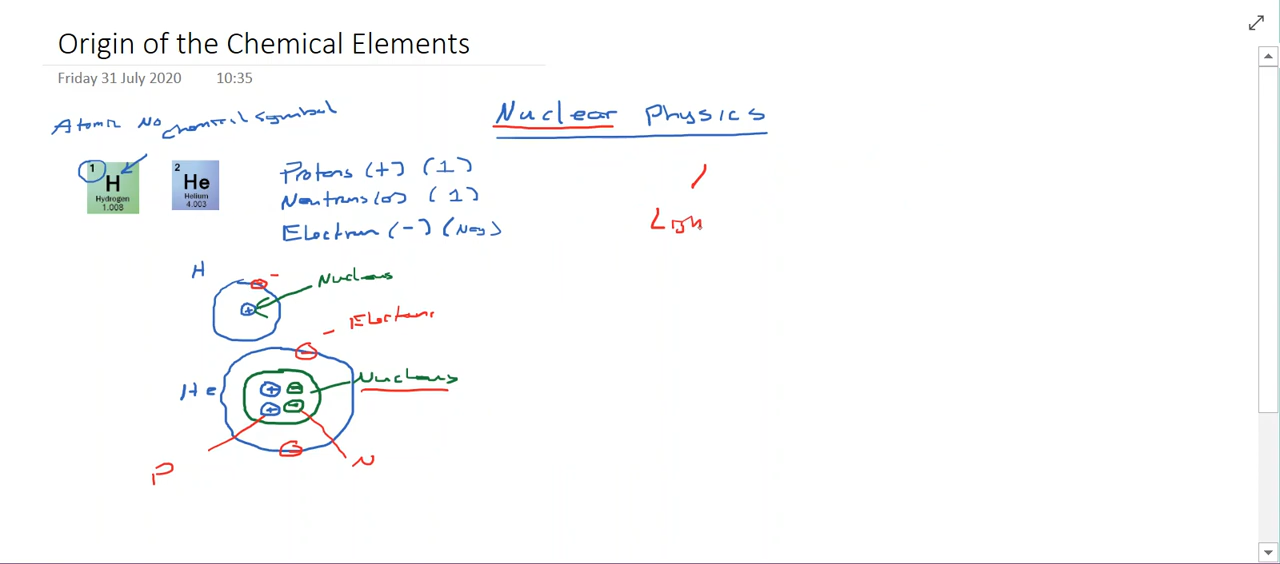 Origin of the Chemical Elements
Friday 31 July 2020 10:35
Atomic No
Chemical Symbol
Nuclear Physics
1
H
Hydrogen
1.008
2
He
Helium
4.003
Protons (+) (1)
Neutrons (0) (1)
Electron (-) (Neg)
H
-
+
Nucleus
- Electron
He
+
+
Nucleus
P
N